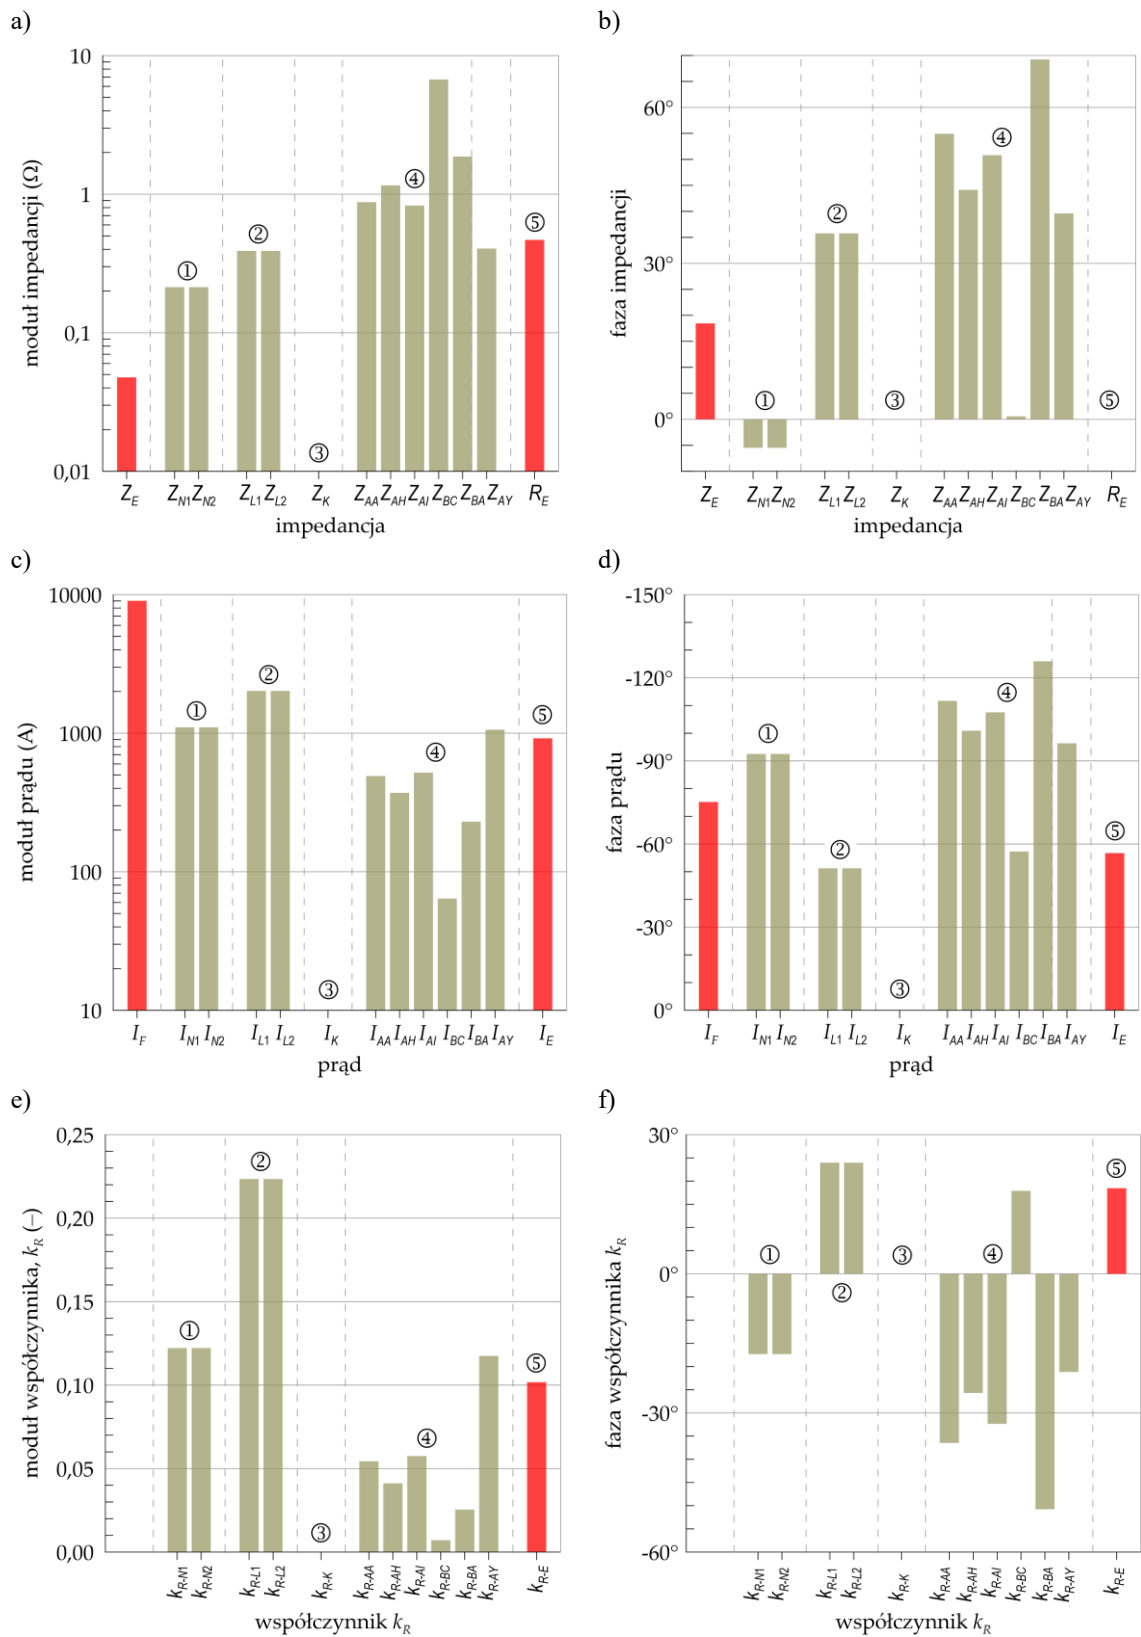 a)
10
1
0,1
0,01
moduł impedancji (Ω)
① ② ③ ④ ⑤
Z_E Z_N1 Z_N2 Z_L1 Z_L2 Z_K Z_AA Z_AH Z_AI Z_BC Z_BA Z_AY R_E
impedancja
b)
60°
30°
0°
faza impedancji
① ② ③ ④ ⑤
Z_E Z_N1 Z_N2 Z_L1 Z_L2 Z_K Z_AA Z_AH Z_AI Z_BC Z_BA Z_AY R_E
impedancja
c)
10000
1000
100
10
moduł prądu (A)
① ② ③ ④ ⑤
I_F I_N1 I_N2 I_L1 I_L2 I_K I_AA I_AH I_AI I_BC I_BA I_AY I_E
prąd
d)
-150°
-120°
-90°
-60°
-30°
0°
faza prądu
① ② ③ ④ ⑤
I_F I_N1 I_N2 I_L1 I_L2 I_K I_AA I_AH I_AI I_BC I_BA I_AY I_E
prąd
e)
0,25
0,20
0,15
0,10
0,05
0,00
moduł współczynnika, k_R (–)
① ② ③ ④ ⑤
k_R-N1 k_R-N2 k_R-L1 k_R-L2 k_R-K k_R-AA k_R-AH k_R-AI k_R-BC k_R-BA k_R-AY k_R-E
współczynnik k_R
f)
30°
0°
-30°
-60°
faza współczynnika k_R
① ② ③ ④ ⑤
k_R-N1 k_R-N2 k_R-L1 k_R-L2 k_R-K k_R-AA k_R-AH k_R-AI k_R-BC k_R-BA k_R-AY k_R-E
współczynnik k_R